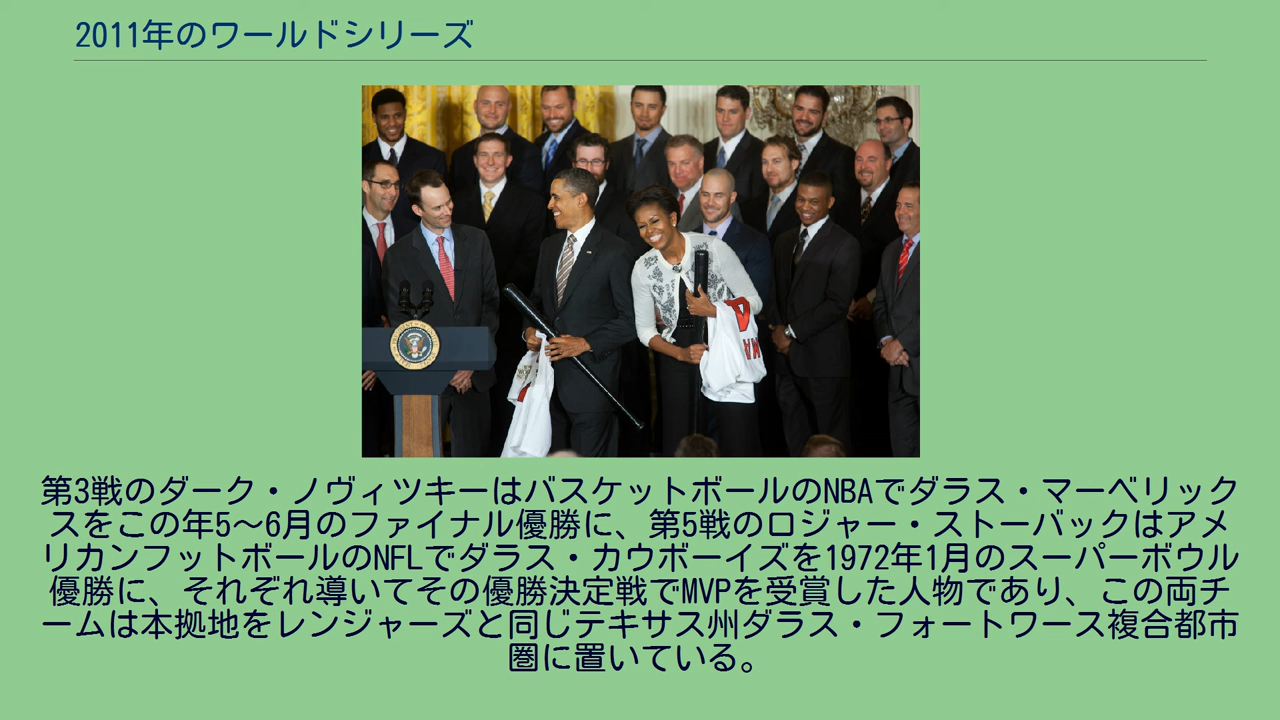 2011年のワールドシリーズ
第3戦のダーク・ノヴィツキーはバスケットボールのNBAでダラス・マーベリック
スをこの年5〜6月のファイナル優勝に、第5戦のロジャー・ストーバックはアメ
リカンフットボールのNFLでダラス・カウボーイズを1972年1月のスーパーボウル
優勝に、それぞれ導いてその優勝決定戦でMVPを受賞した人物であり、この両チ
ームは本拠地をレンジャーズと同じテキサス州ダラス・フォートワース複合都市
圏に置いている。